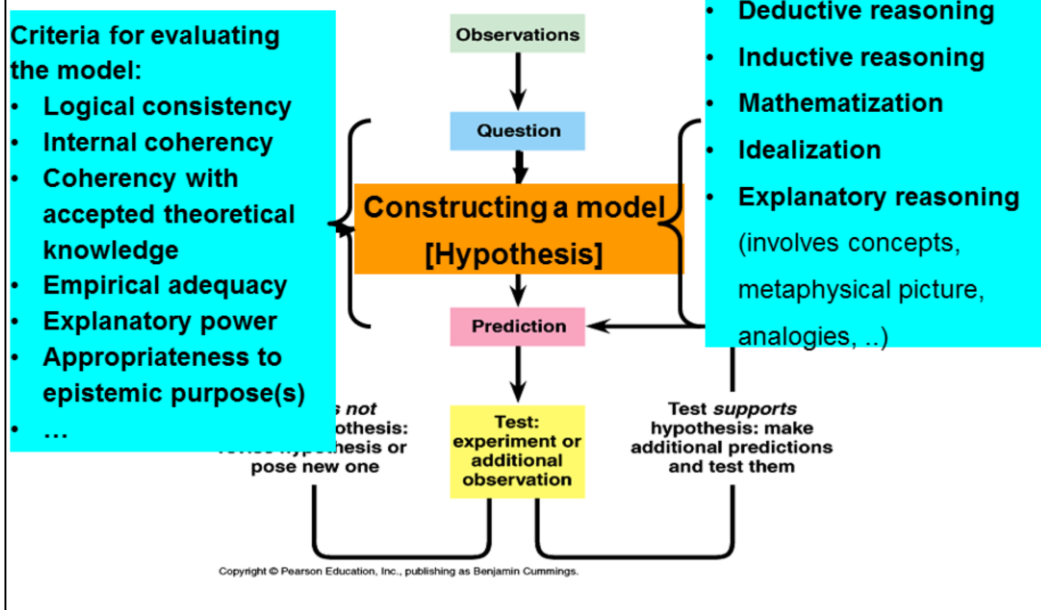 Criteria for evaluating
the model:
• Logical consistency
• Internal coherency
• Coherency with
accepted theoretical
knowledge
• Empirical adequacy
• Explanatory power
• Appropriateness to
epistemic purpose(s)
• ...
Observations
Question
Constructing a model
[Hypothesis]
Prediction
Test:
experiment or
additional
observation
• Deductive reasoning
• Inductive reasoning
• Mathematization
• Idealization
• Explanatory reasoning
(involves concepts,
metaphysical picture,
analogies, ..)
not
hypothesis or
pose new one
Test supports
hypothesis: make
additional predictions
and test them
Copyright © Pearson Education, Inc., publishing as Benjamin Cummings.